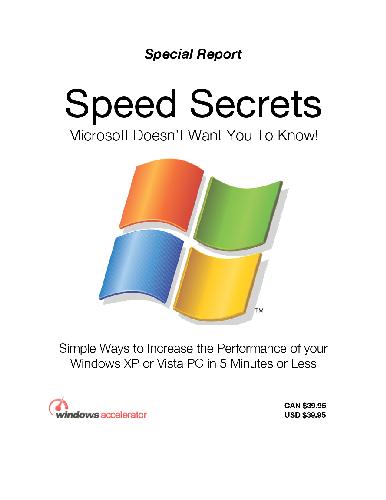 Special Report
Speed Secrets
Microsoft Doesn't Want You To Know!
TM
Simple Ways to Increase the Performance of your
Windows XP or Vista PC in 5 Minutes or Less
windows accelerator
CAN $39.95
USD $39.95